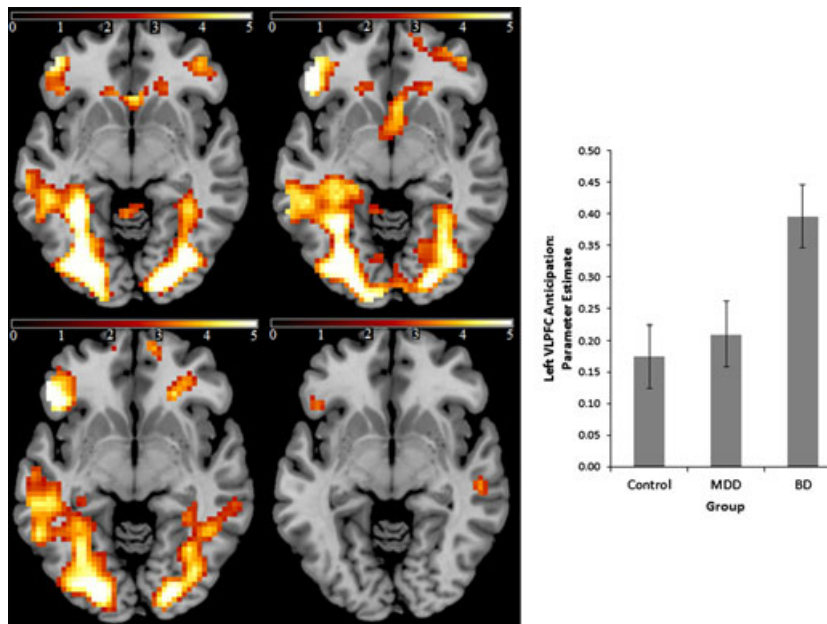 0 1 2 3 4 5
0 1 2 3 4 5
0 1 2 3 4 5
0 1 2 3 4 5
Left VLPFC Anticipation:
Parameter Estimate
0.50
0.45
0.40
0.35
0.30
0.25
0.20
0.15
0.10
0.05
0.00
Control MDD BD
Group